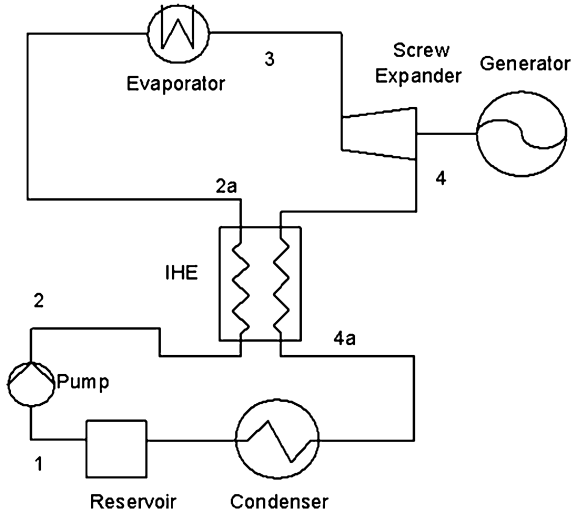 3
Screw
Expander
Generator
Evaporator
4
2a
IHE
2
4a
Pump
1
Reservoir
Condenser